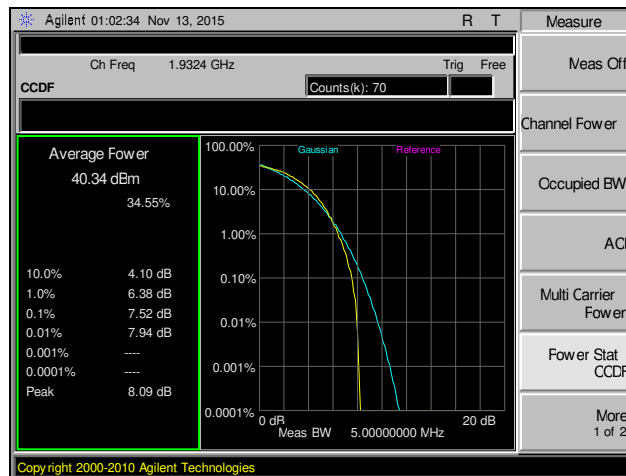 Agilent 01:02:34 Nov 13, 2015 R T
Measure
Ch Freq 1.9324 GHz Trig Free
CCDF
Counts(k): 70
Meas Off
Channel Fower
Occupied BW
AC
Multi Carrier
Fower
Fower Stat
CCDF
More
1 of 2
Average Fower
40.34 dBm
34.55%
10.0% 4.10 dB
1.0% 6.38 dB
0.1% 7.52 dB
0.01% 7.94 dB
0.001% ----
0.0001% ----
Peak 8.09 dB
Gaussian Reference
100.00%
10.00%
1.00%
0.10%
0.01%
0.001%
0.0001%
0 dR 20 dB
Meas BW 5.00000000 MHz
Copyright 2000-2010 Agilent Technologies